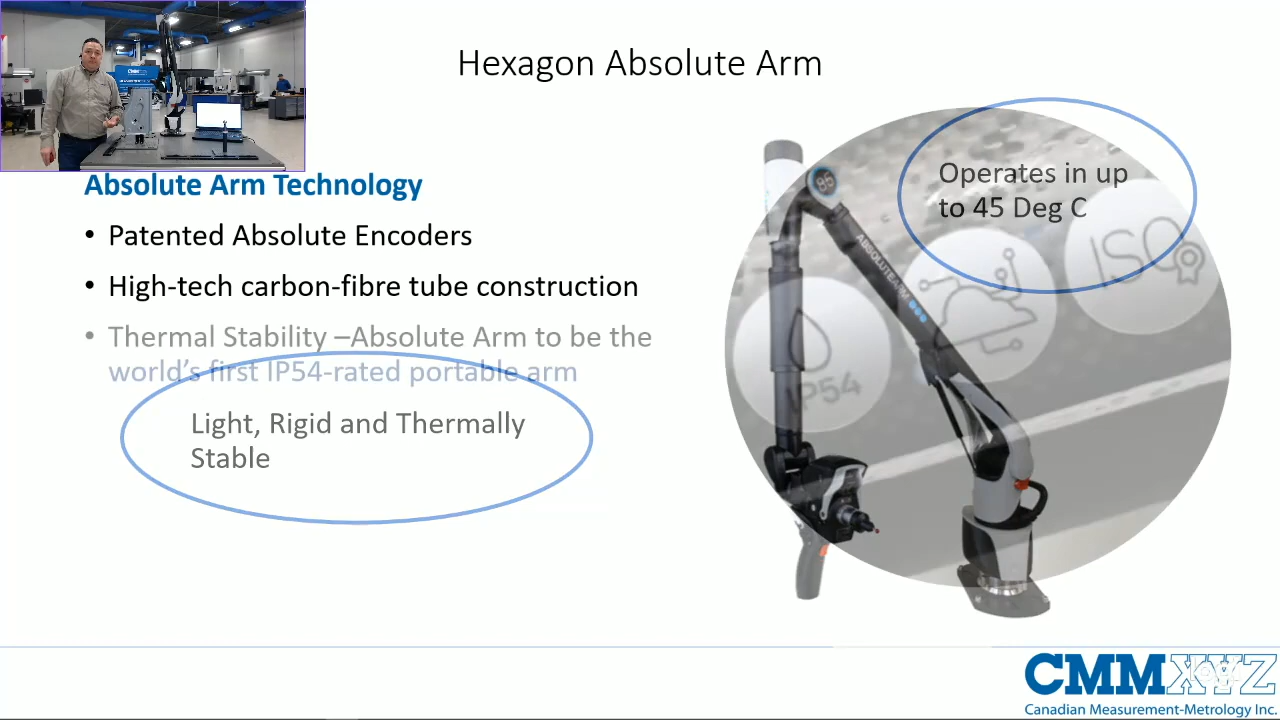 CMM
Hexagon Absolute Arm
Absolute Arm Technology
• Patented Absolute Encoders
• High-tech carbon-fibre tube construction
• Thermal Stability –Absolute Arm to be the
world's first IP54-rated portable arm
Light, Rigid and Thermally
Stable
Operates in up
to 45 Deg C
ISO
ABSOLUTE ARM
IP54
CMMXYZ
Canadian Measurement-Metrology Inc.